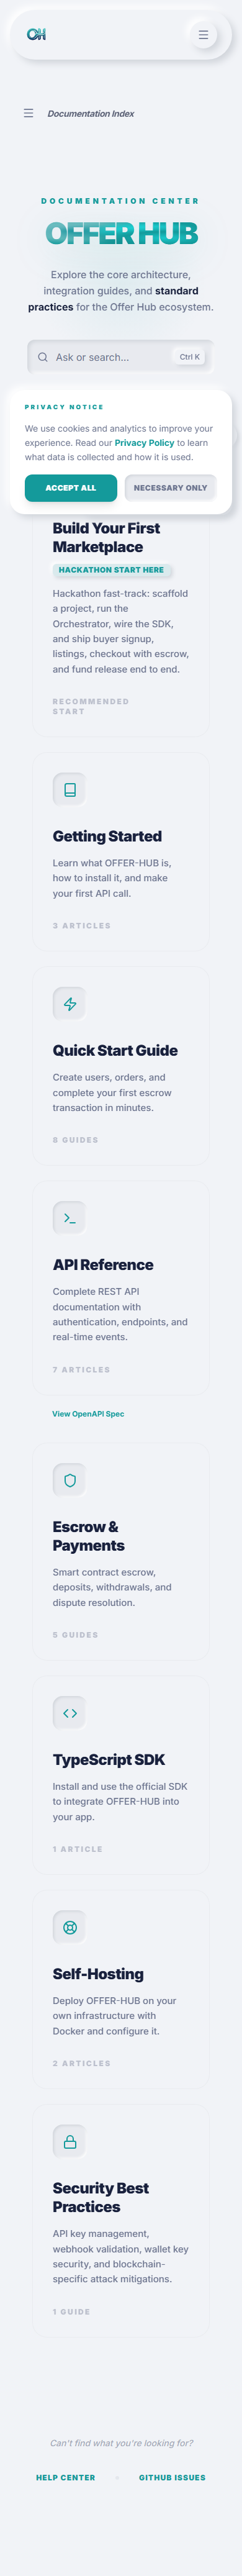 OH
Documentation Index
DOCUMENTATION CENTER
OFFER HUB
Explore the core architecture,
integration guides, and standard
practices for the Offer Hub ecosystem.
Ask or search...
Ctrl K
PRIVACY NOTICE
We use cookies and analytics to improve your
experience. Read our Privacy Policy to learn
what data is collected and how it is used.
ACCEPT ALL
NECESSARY ONLY
Build Your First
Marketplace
HACKATHON START HERE
Hackathon fast-track: scaffold
a project, run the
Orchestrator, wire the SDK,
and ship buyer signup,
listings, checkout with escrow,
and fund release end to end.
RECOMMENDED
START
Getting Started
Learn what OFFER-HUB is,
how to install it, and make
your first API call.
3 ARTICLES
Quick Start Guide
Create users, orders, and
complete your first escrow
transaction in minutes.
8 GUIDES
API Reference
Complete REST API
documentation with
authentication, endpoints, and
real-time events.
7 ARTICLES
View OpenAPI Spec
Escrow &
Payments
Smart contract escrow,
deposits, withdrawals, and
dispute resolution.
5 GUIDES
TypeScript SDK
Install and use the official SDK
to integrate OFFER-HUB into
your app.
1 ARTICLE
Self-Hosting
Deploy OFFER-HUB on your
own infrastructure with
Docker and configure it.
2 ARTICLES
Security Best
Practices
API key management,
webhook validation, wallet key
security, and blockchain-
specific attack mitigations.
1 GUIDE
Can't find what you're looking for?
HELP CENTER
GITHUB ISSUES